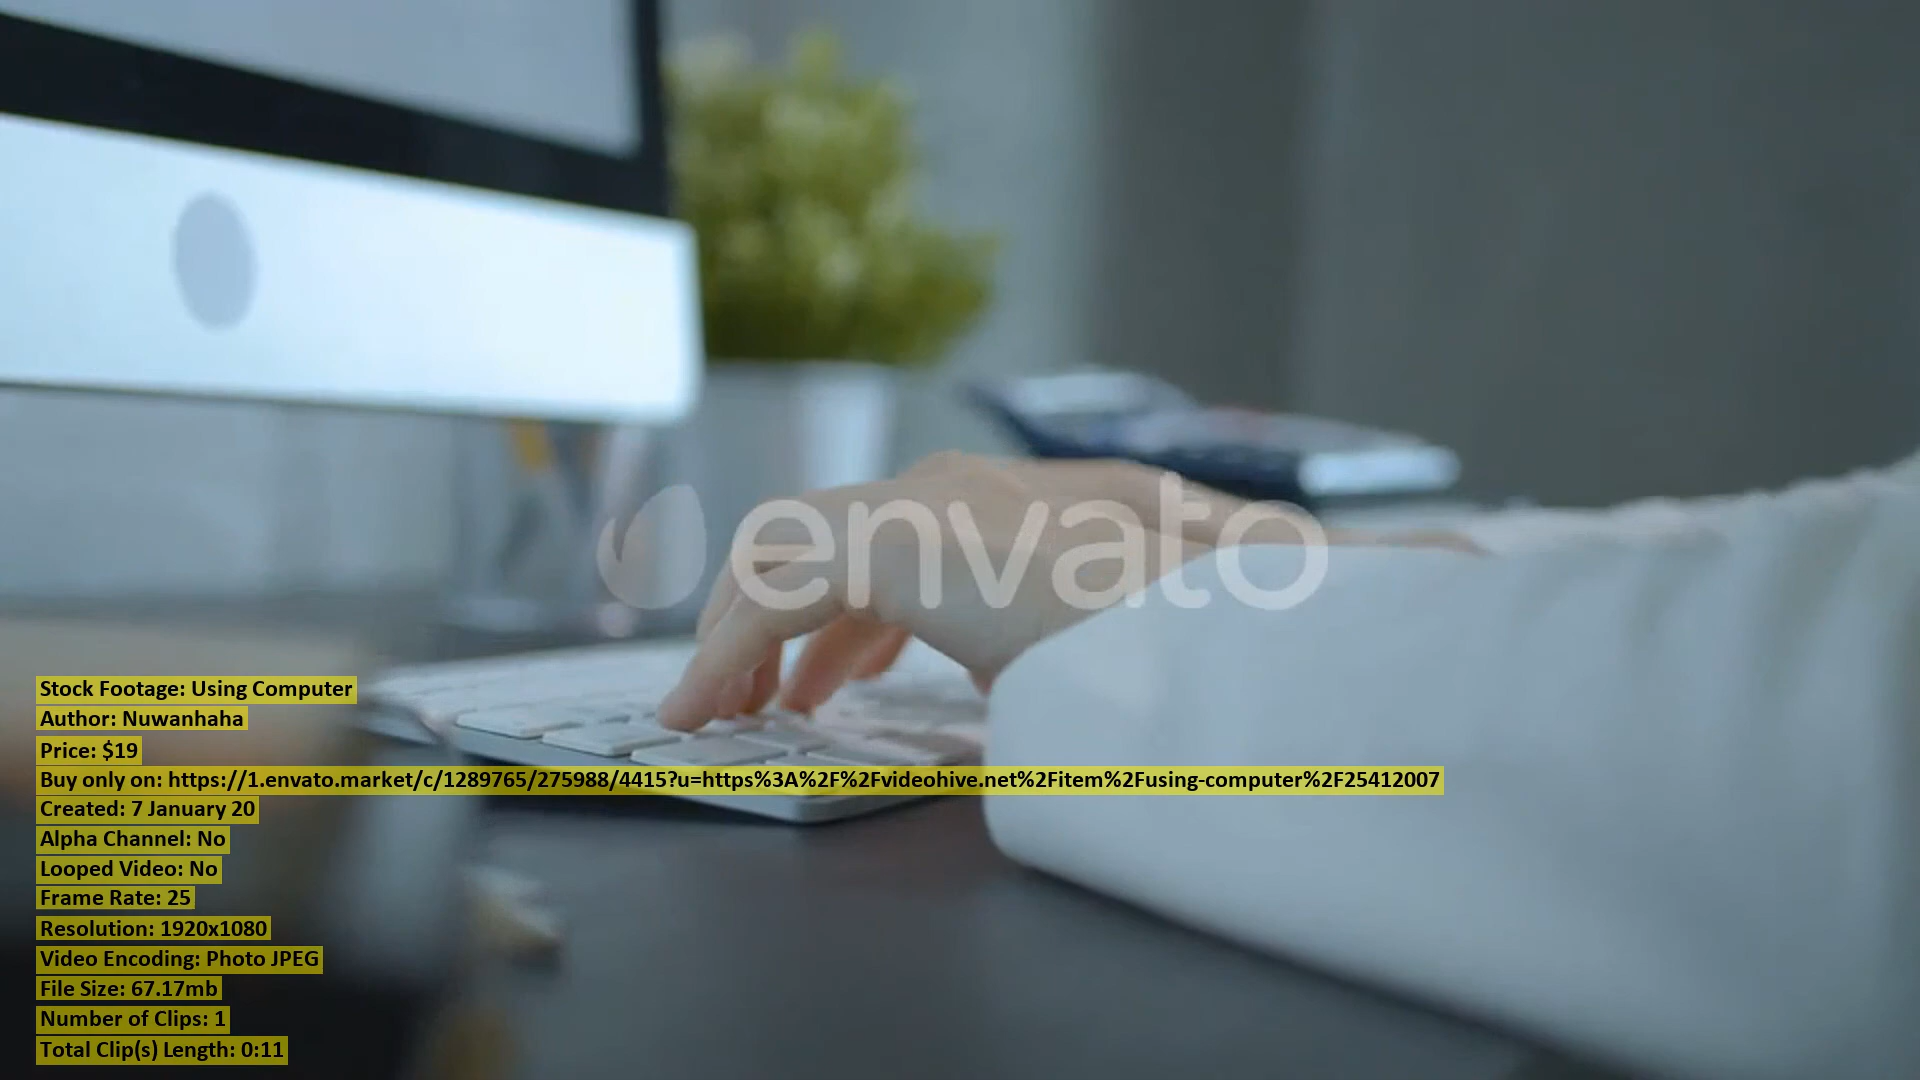 envato
Stock Footage: Using Computer
Author: Nuwanhaha
Price: $19
Buy only on: https://1.envato.market/c/1289765/275988/4415?u=https%3A%2F%2Fvideohive.net%2Fitem%2Fusing-computer%2F25412007
Created: 7 January 20
Alpha Channel: No
Looped Video: No
Frame Rate: 25
Resolution: 1920x1080
Video Encoding: Photo JPEG
File Size: 67.17mb
Number of Clips: 1
Total Clip(s) Length: 0:11